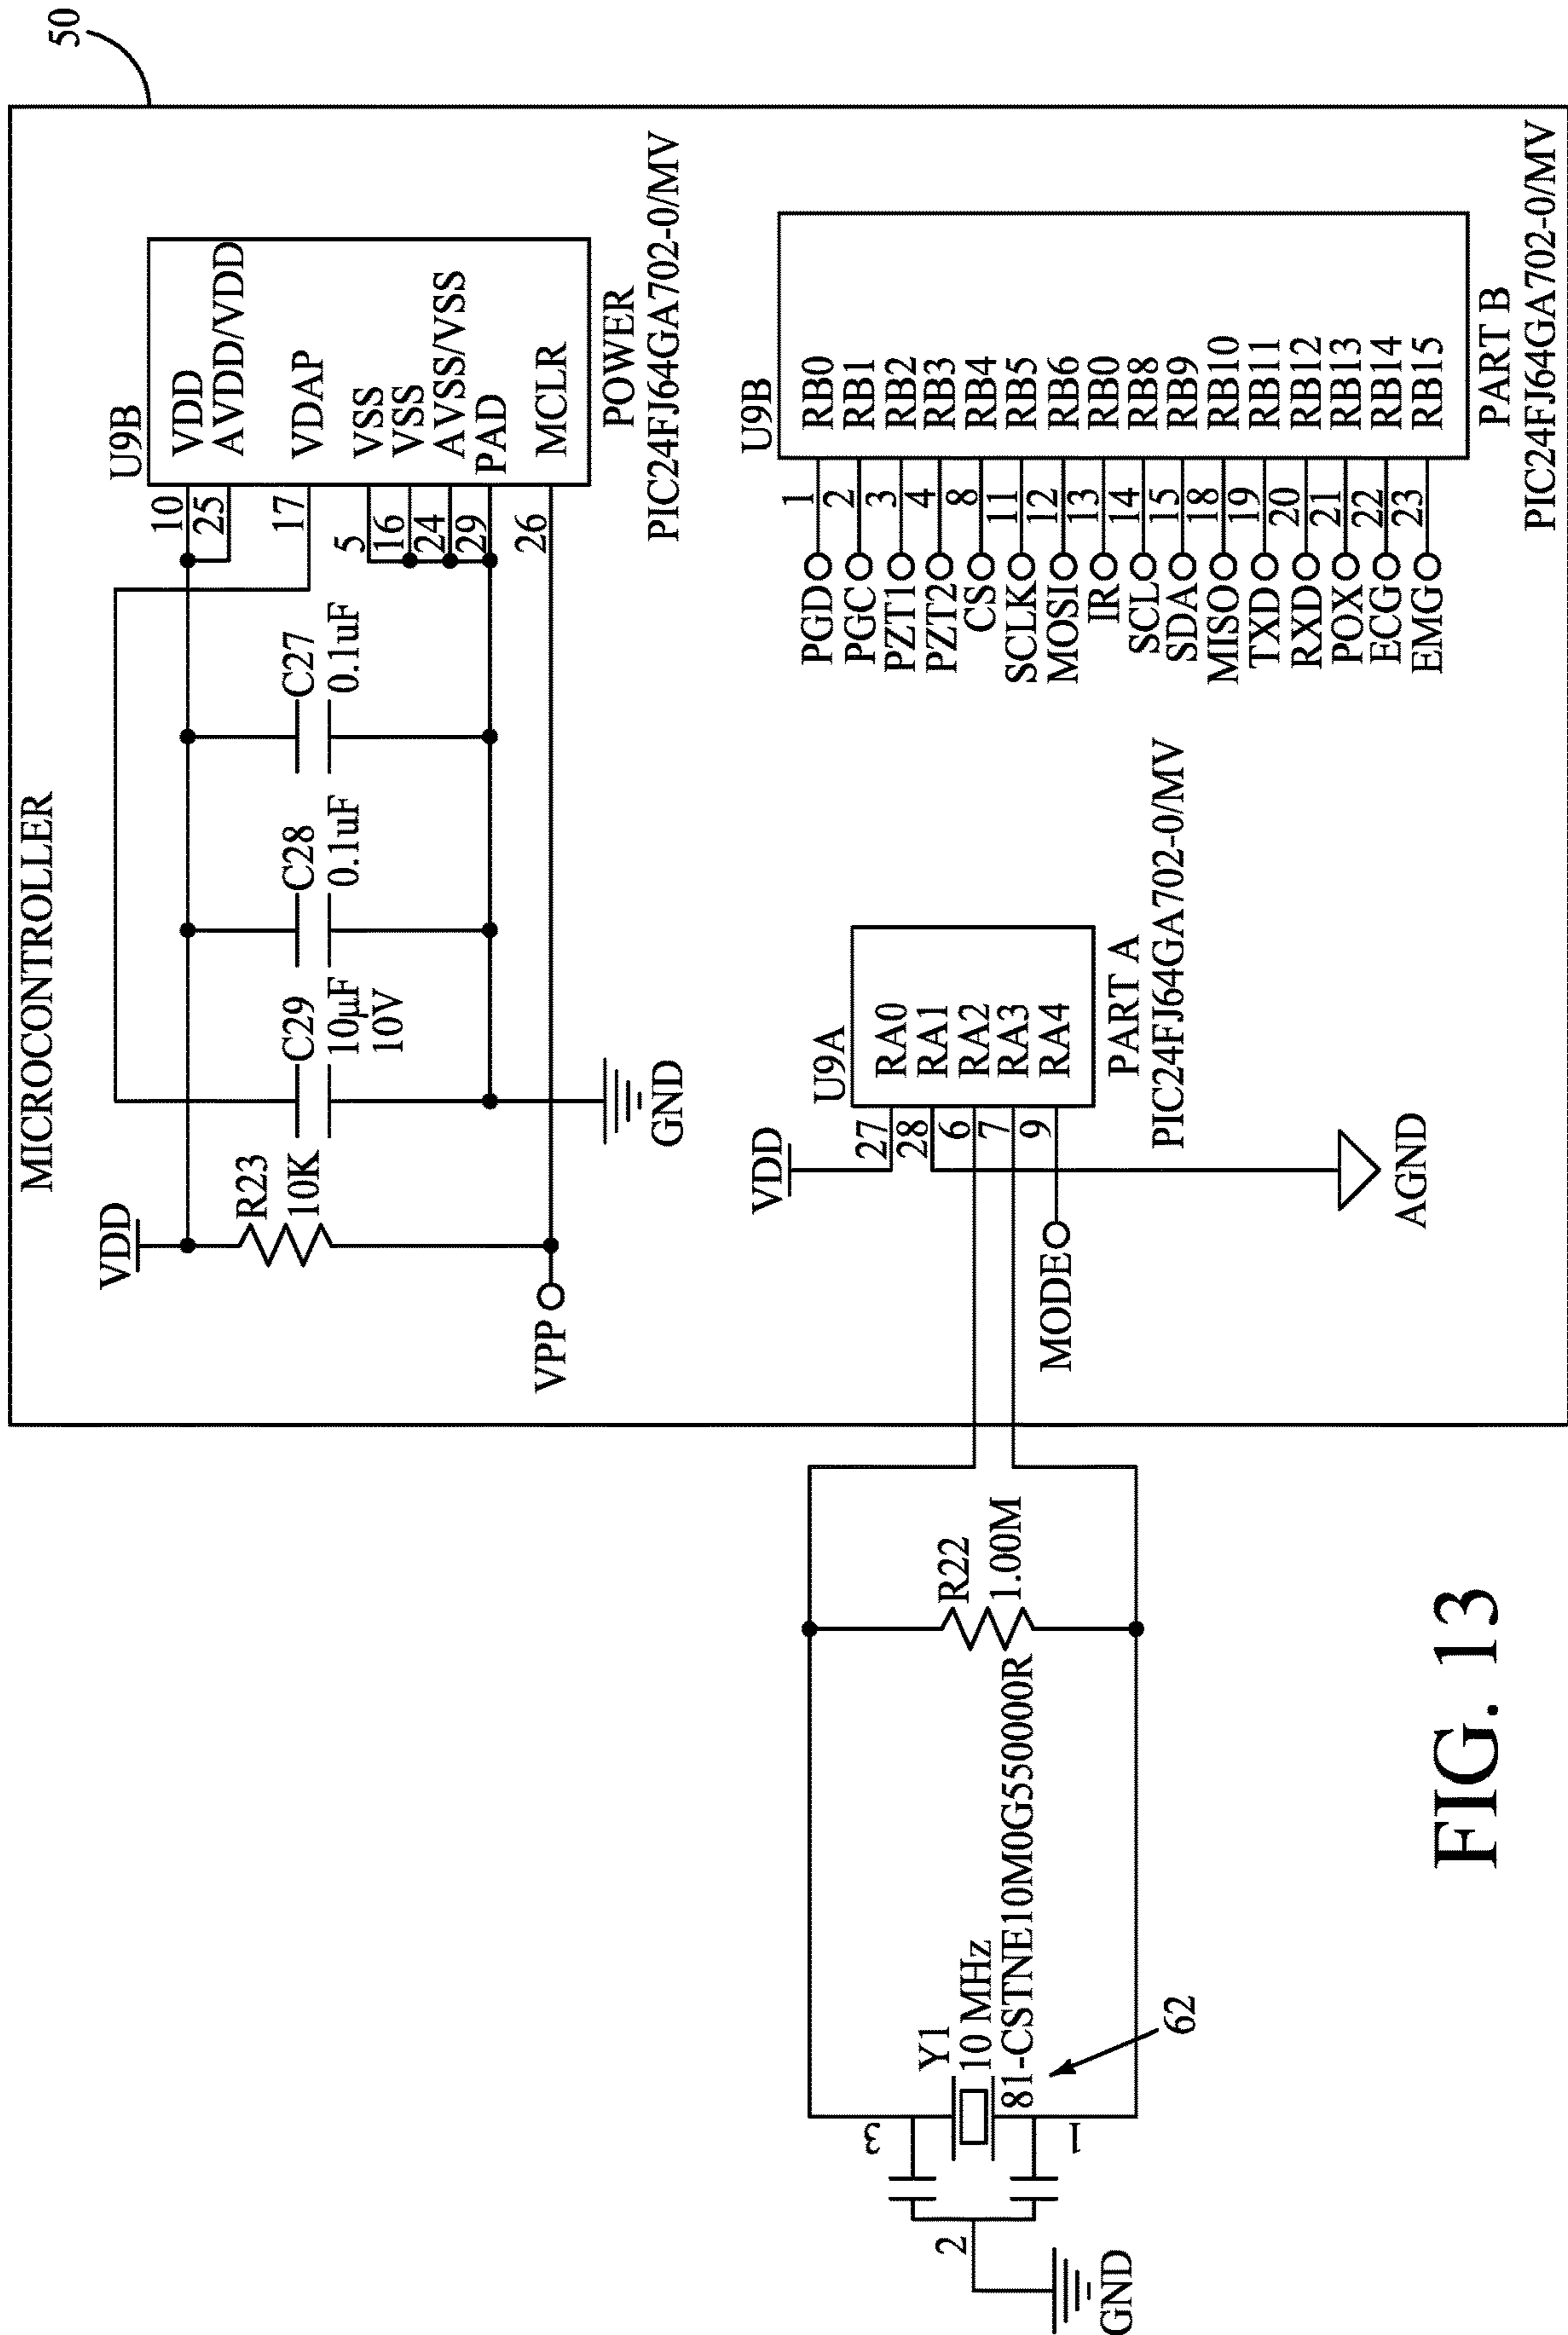 50
MICROCONTROLLER
VDD
R23
10K
VPP
C29
10µF
10V
C28
0.1uF
C27
0.1uF
GND
U9B
10 VDD
25 AVDD/VDD
17 VDAP
5 VSS
16 VSS
24 AVSS/VSS
29 PAD
26 MCLR
POWER
PIC24FJ64GA702-0/MV
VDD
U9A
27 RA0
28 RA1
6 RA2
7 RA3
MODE 9 RA4
PART A
PIC24FJ64GA702-0/MV
AGND
U9B
PGD 1 RB0
PGC 2 RB1
PZT1 3 RB2
PZT2 4 RB3
CS 8 RB4
SCLK 11 RB5
MOSI 12 RB6
IR 13 RB0
SCL 14 RB8
SDA 15 RB9
MISO 18 RB10
TXD 19 RB11
RXD 20 RB12
POX 21 RB13
ECG 22 RB14
EMG 23 RB15
PART B
PIC24FJ64GA702-0/MV
3
Y1
10 MHz
81-CSTNE10M0G550000R
1
2
GND
62
R22
1.00M
FIG. 13